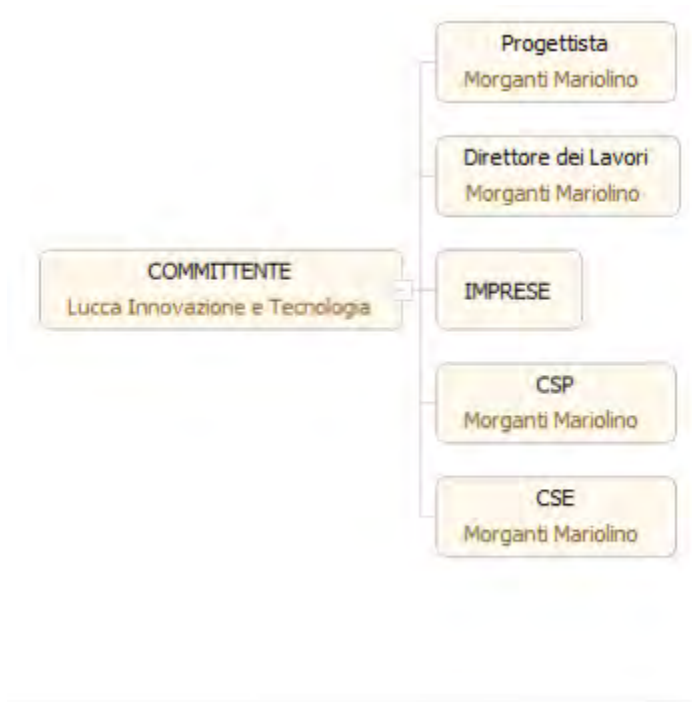 Progettista
Morganti Mariolino
Direttore dei Lavori
Morganti Mariolino
COMMITTENTE
Lucca Innovazione e Tecnologia
IMPRESE
CSP
Morganti Mariolino
CSE
Morganti Mariolino